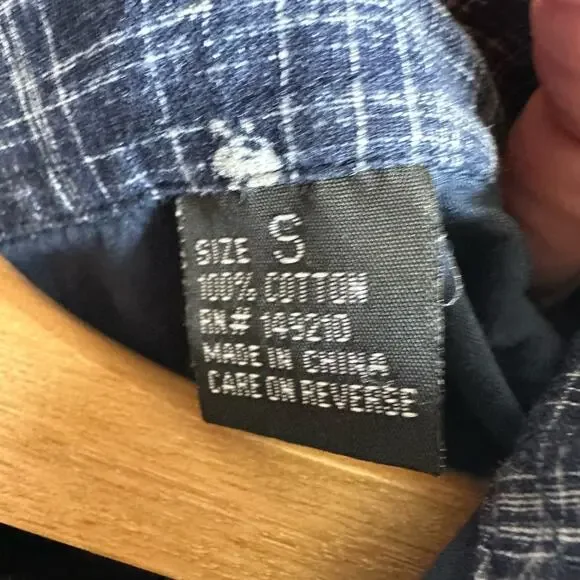 SIZE S
100% COTTON
RN# 149210
MADE IN CHINA
CARE ON REVERSE